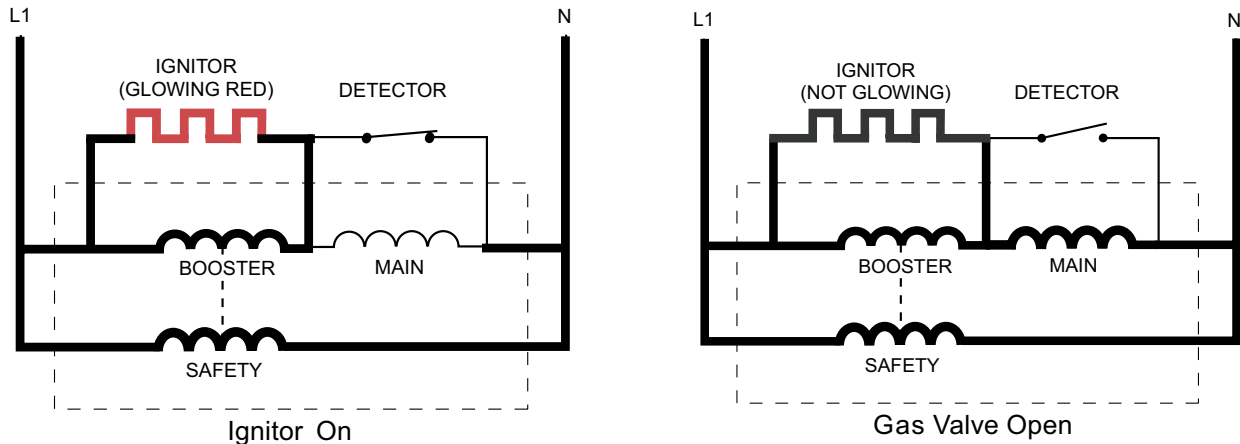 L1
N
IGNITOR
(GLOWING RED)
DETECTOR
BOOSTER
MAIN
SAFETY
Ignitor On
L1
N
IGNITOR
(NOT GLOWING)
DETECTOR
BOOSTER
MAIN
SAFETY
Gas Valve Open